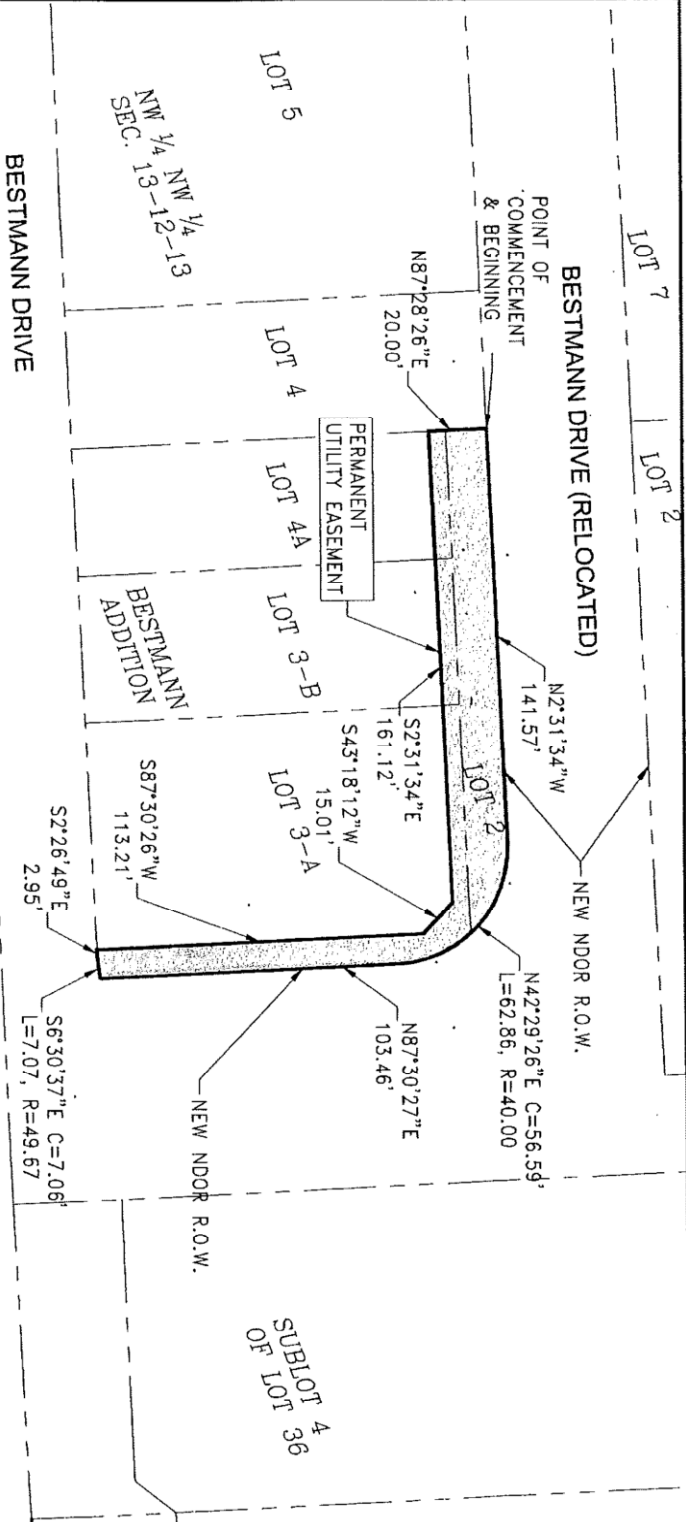 LOT 7
LOT 2
BESTMANN DRIVE (RELOCATED)
POINT OF
COMMENCEMENT
& BEGINNING
LOT 5
NW 1/4 NW 1/4
SEC. 13-12-13
BESTMANN DRIVE
N87°28'26"E
20.00'
LOT 4
PERMANENT
UTILITY EASEMENT
LOT 4A
BESTMANN
ADDITION
LOT 3-B
N2°31'34"W
141.57'
S2°31'34"E
161.12'
LOT 2
S43°18'12"W
15.01'
LOT 3-A
S87°30'26"W
113.21'
S2°26'49"E
2.95'
NEW NDOR R.O.W.
N42°29'26"E C=56.59'
L=62.86, R=40.00
N87°30'27"E
103.46'
NEW NDOR R.O.W.
S6°30'37"E C=7.06'
L=7.07, R=49.67
SUBLOT 4
OF LOT 36